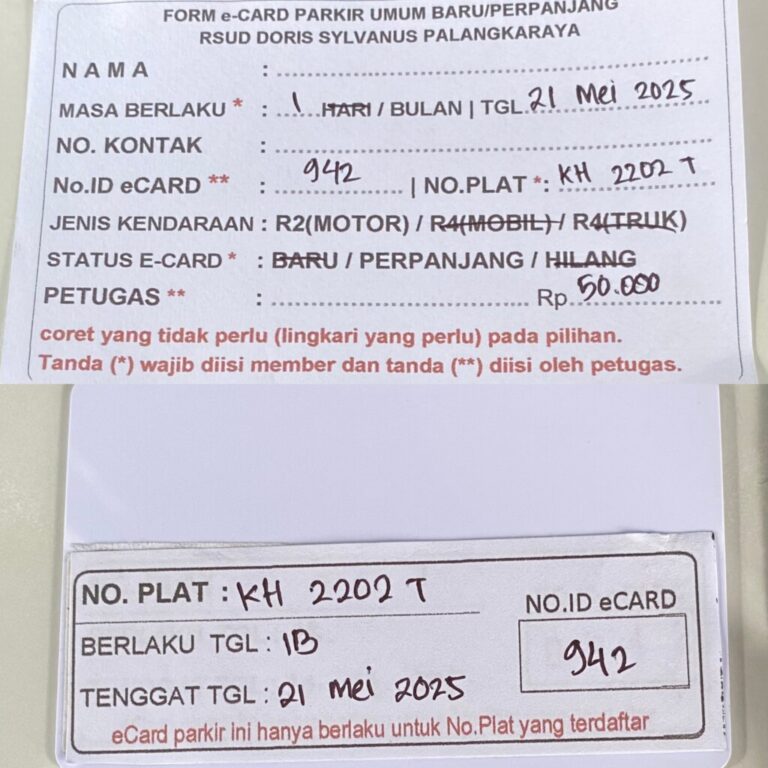 FORM e-CARD PARKIR UMUM BARU/PERPANJANG
RSUD DORIS SYLVANUS PALANGKARAYA
NAMA :
MASA BERLAKU * : 1 HARI / BULAN | TGL. 21 Mei 2025
NO. KONTAK :
No.ID eCARD ** : 942 | NO.PLAT *: KH 2202 T
JENIS KENDARAAN : R2(MOTOR) / R4(MOBIL) / R4(TRUK)
STATUS E-CARD * : BARU / PERPANJANG / HILANG
PETUGAS ** : Rp. 50.000
coret yang tidak perlu (lingkari yang perlu) pada pilihan.
Tanda (*) wajib diisi member dan tanda (**) diisi oleh petugas.
NO. PLAT : KH 2202 T
NO.ID eCARD
BERLAKU TGL : 1B
942
TENGGAT TGL : 21 Mei 2025
eCard parkir ini hanya berlaku untuk No.Plat yang terdaftar